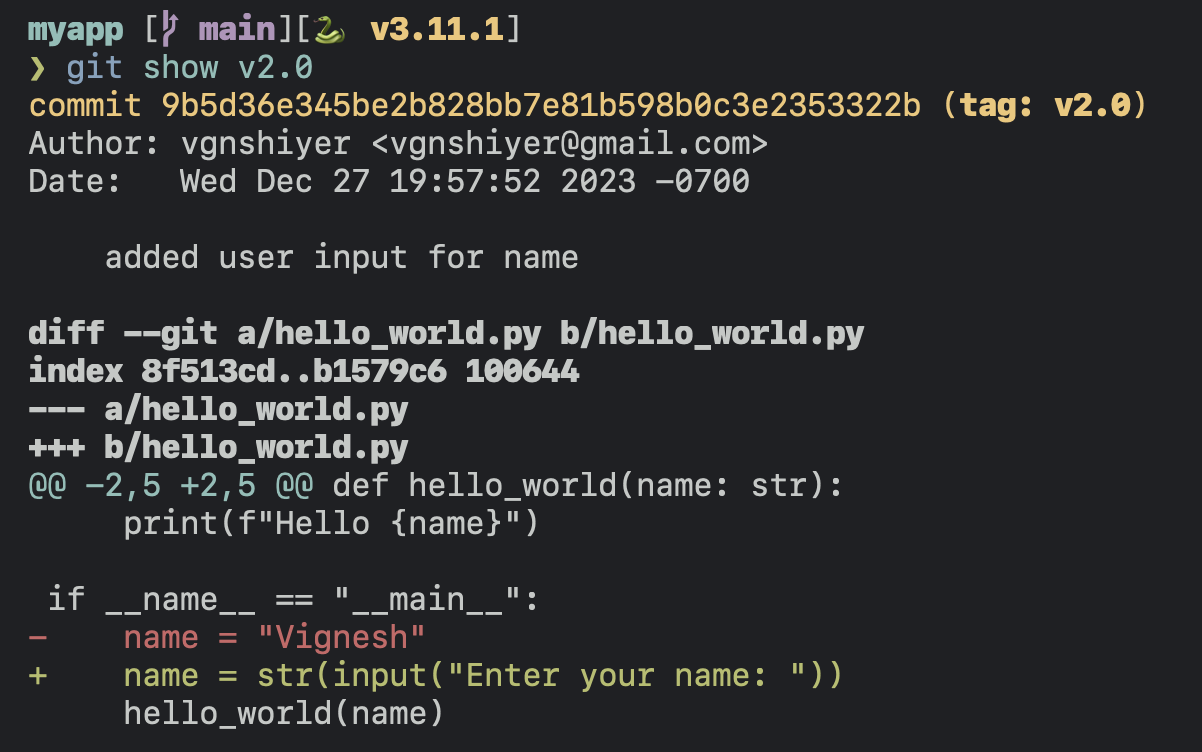 myapp [ main][🐍 v3.11.1]
❯ git show v2.0
commit 9b5d36e345be2b828bb7e81b598b0c3e2353322b (tag: v2.0)
Author: vgnshiyer <vgnshiyer@gmail.com>
Date:   Wed Dec 27 19:57:52 2023 -0700

    added user input for name

diff --git a/hello_world.py b/hello_world.py
index 8f513cd..b1579c6 100644
--- a/hello_world.py
+++ b/hello_world.py
@@ -2,5 +2,5 @@ def hello_world(name: str):
     print(f"Hello {name}")

 if __name__ == "__main__":
-    name = "Vignesh"
+    name = str(input("Enter your name: "))
     hello_world(name)